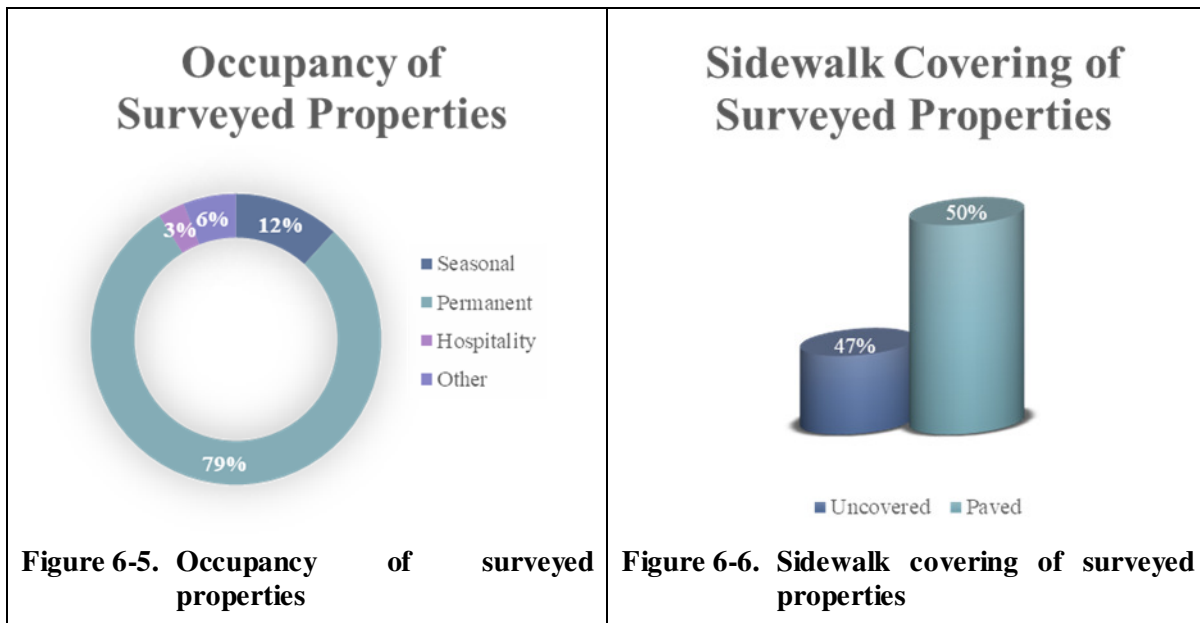 Occupancy of
Surveyed Properties
3%
6%
12%
79%
Seasonal
Permanent
Hospitality
Other
Figure 6-5. Occupancy of surveyed
properties
Sidewalk Covering of
Surveyed Properties
50%
47%
Uncovered Paved
Figure 6-6. Sidewalk covering of surveyed
properties